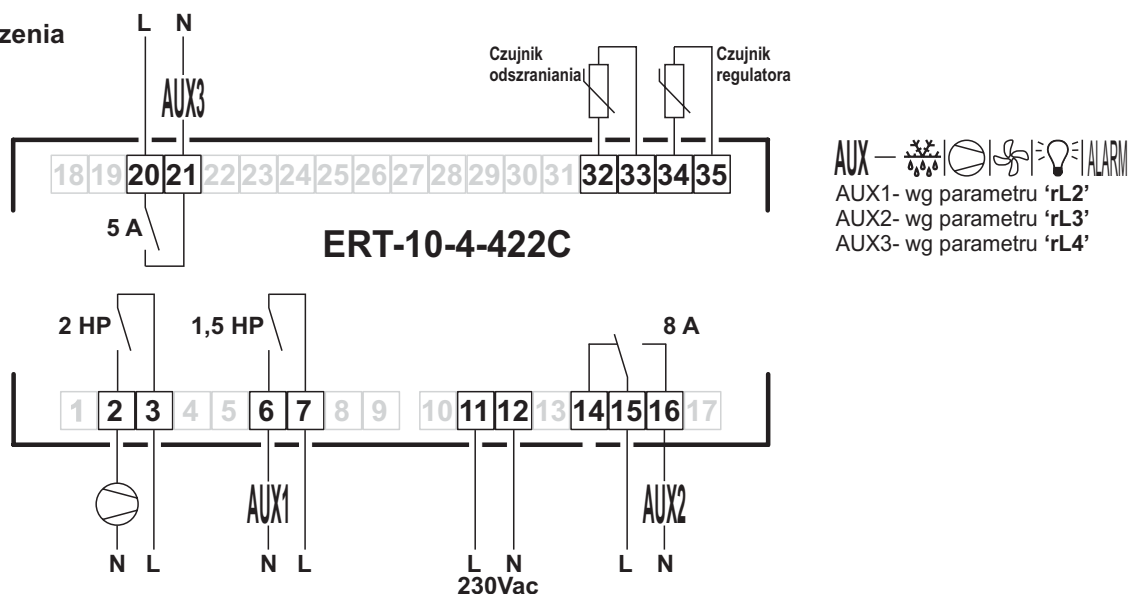 zenia
L N
AUX3
Czujnik
odszraniania
Czujnik
regulatora
18 19 20 21 22 23 24 25 26 27 28 29 30 31 32 33 34 35
5 A
ERT-10-4-422C
AUX — ALARM
AUX1- wg parametru ‘rL2’
AUX2- wg parametru ‘rL3’
AUX3- wg parametru ‘rL4’
2 HP
1,5 HP
8 A
1 2 3 4 5 6 7 8 9 10 11 12 13 14 15 16 17
AUX1
AUX2
N L N L L N L N
230Vac